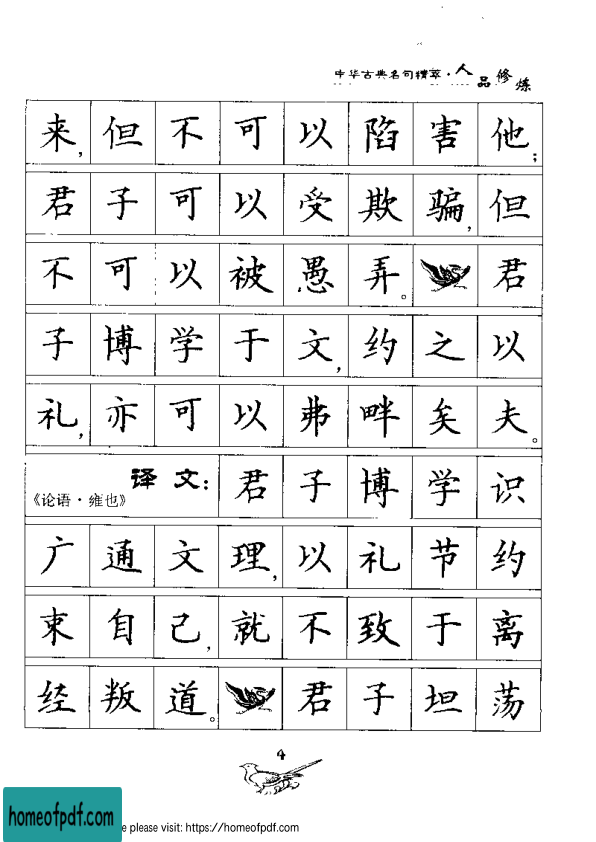 中华古典名句精萃·人品修炼
来,但不可以陷害他;
君子可以受欺骗,但
不可以被愚弄。君
子博学于文,约之以
礼,亦可以弗畔矣夫。
《论语·雍也》译文:君子博学识
广通文理,以礼节约
束自己,就不致于离
经叛道。君子坦荡
4
homeofpdf.com
e please visit: https://homeofpdf.com